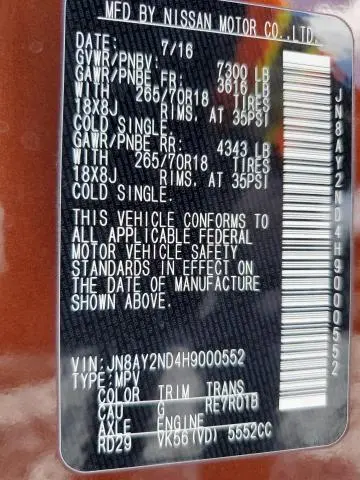 MFD BY NISSAN MOTOR CO.,LTD.
DATE: 7/16
GVWR/PNBV: 7300 LB
GAWR/PNBE FR: 3616 LB
WITH 265/70R18 TIRES
18X8J RIMS, AT 35PSI
COLD SINGLE.
GAWR/PNBE RR: 4343 LB
WITH 265/70R18 TIRES
18X8J RIMS, AT 35PSI
COLD SINGLE.
THIS VEHICLE CONFORMS TO
ALL APPLICABLE FEDERAL
MOTOR VEHICLE SAFETY
STANDARDS IN EFFECT ON
THE DATE OF MANUFACTURE
SHOWN ABOVE.
VIN:JN8AY2ND4H9000552
TYPE:MPV
COLOR TRIM TRANS
CAU G RE7R01B
AXLE ENGINE
RD29 VK56(VD) 5552CC
JN8AY2ND4H9000552